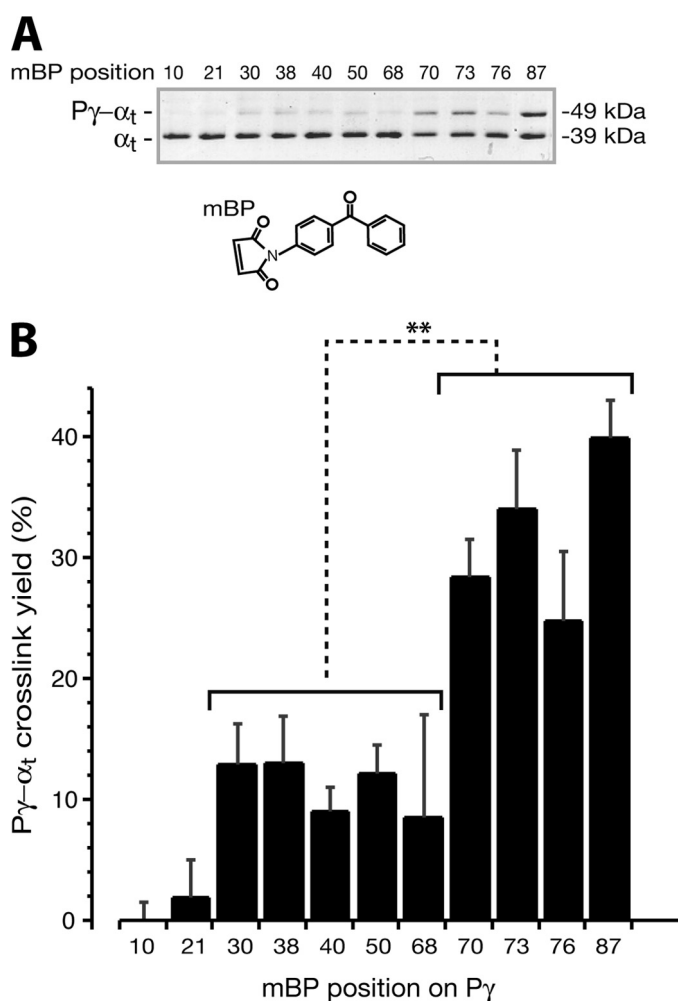 A
mBP position 10 21 30 38 40 50 68 70 73 76 87
Pγ–αt - -49 kDa
αt - -39 kDa
mBP
O
N
O
O
B
**
Pγ–αt crosslink yield (%)
40
30
20
10
0
10 21 30 38 40 50 68 70 73 76 87
mBP position on Pγ